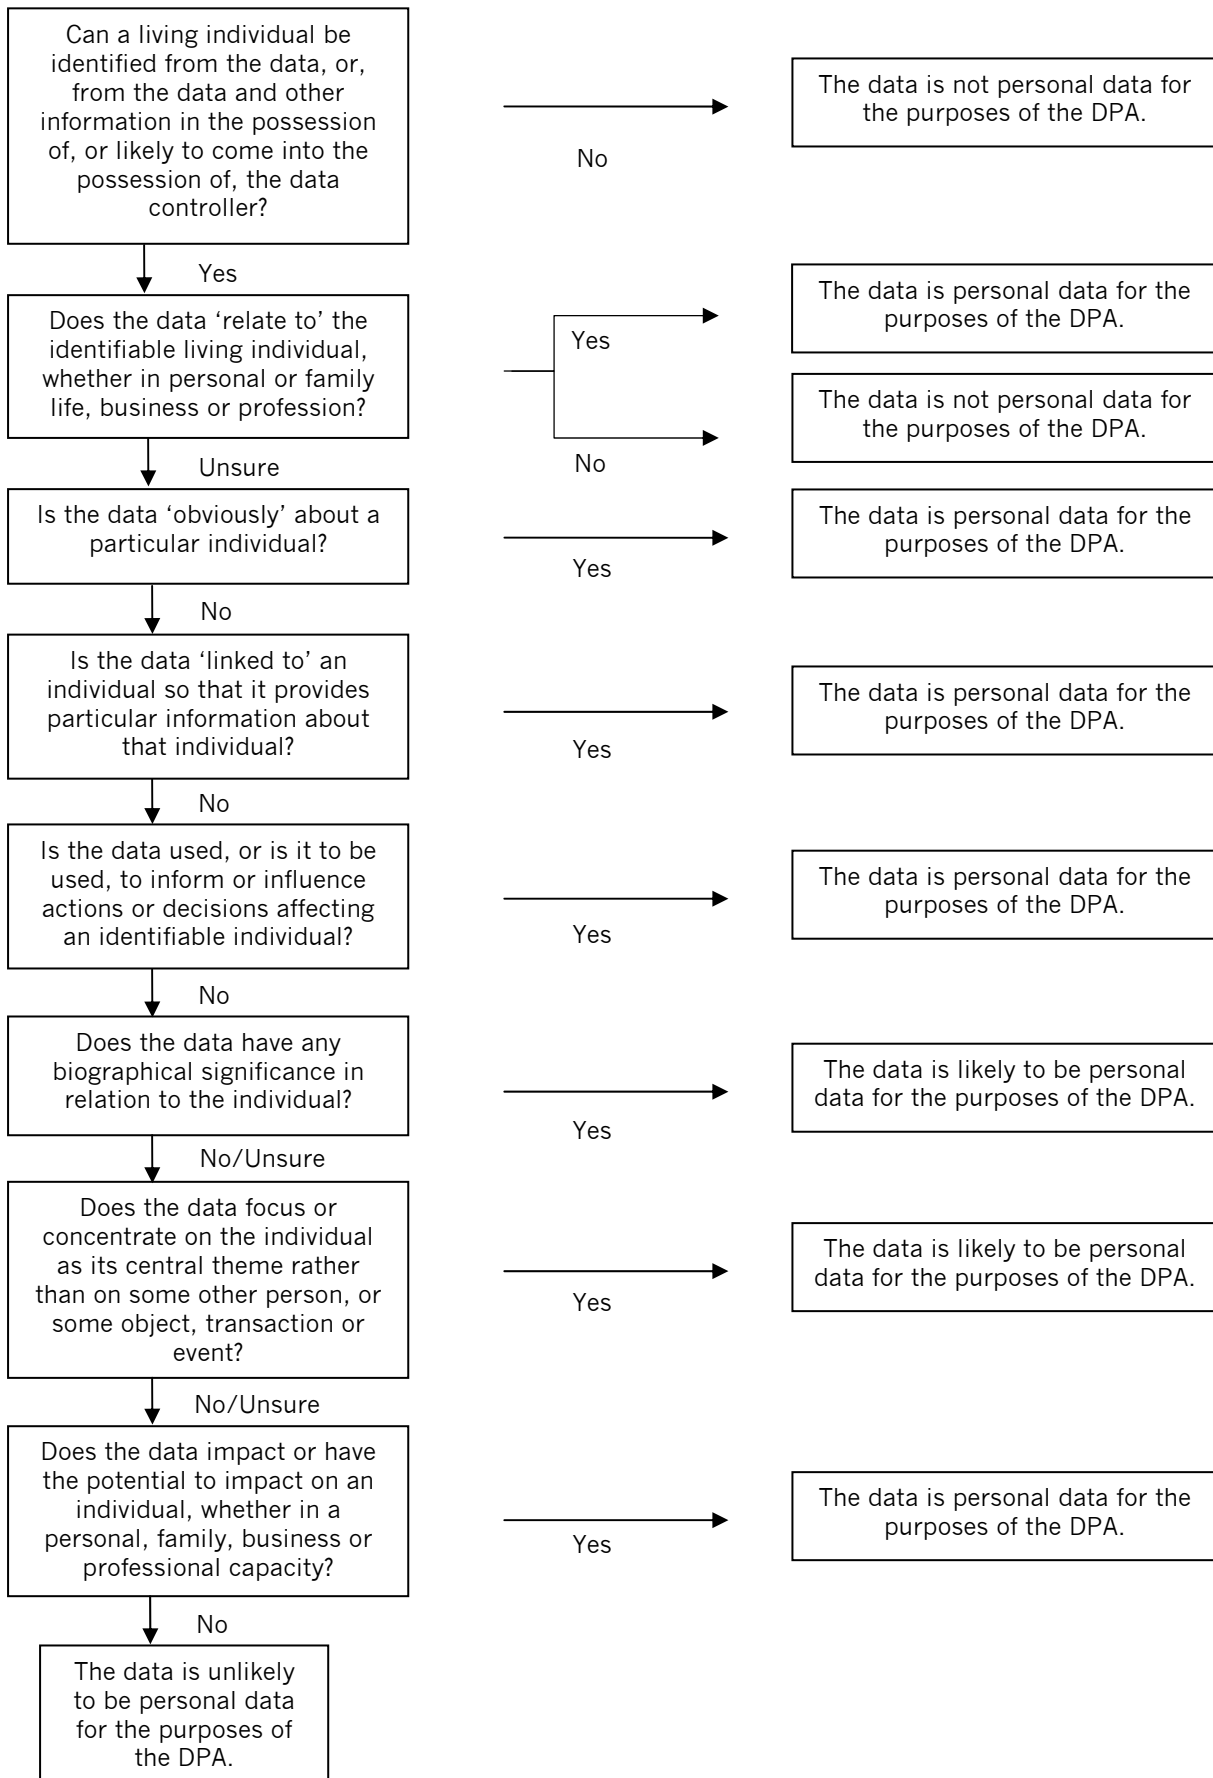 Can a living individual be
identified from the data, or,
from the data and other
information in the possession
of, or likely to come into the
possession of, the data
controller?
No
The data is not personal data for
the purposes of the DPA.
Yes
Does the data ‘relate to’ the
identifiable living individual,
whether in personal or family
life, business or profession?
Yes
The data is personal data for the
purposes of the DPA.
No
The data is not personal data for
the purposes of the DPA.
Unsure
Is the data ‘obviously’ about a
particular individual?
Yes
The data is personal data for the
purposes of the DPA.
No
Is the data ‘linked to’ an
individual so that it provides
particular information about
that individual?
Yes
The data is personal data for the
purposes of the DPA.
No
Is the data used, or is it to be
used, to inform or influence
actions or decisions affecting
an identifiable individual?
Yes
The data is personal data for the
purposes of the DPA.
No
Does the data have any
biographical significance in
relation to the individual?
Yes
The data is likely to be personal
data for the purposes of the DPA.
No/Unsure
Does the data focus or
concentrate on the individual
as its central theme rather
than on some other person, or
some object, transaction or
event?
Yes
The data is likely to be personal
data for the purposes of the DPA.
No/Unsure
Does the data impact or have
the potential to impact on an
individual, whether in a
personal, family, business or
professional capacity?
Yes
The data is personal data for the
purposes of the DPA.
No
The data is unlikely
to be personal data
for the purposes of
the DPA.